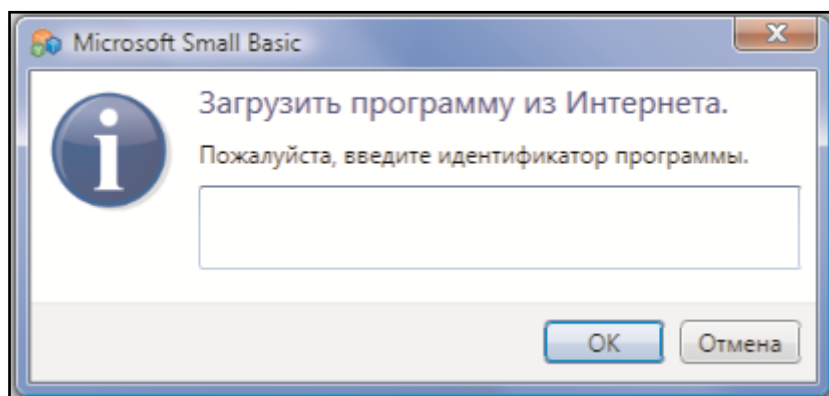 Microsoft Small Basic
Загрузить программу из Интернета.
Пожалуйста, введите идентификатор программы.
OK
Отмена